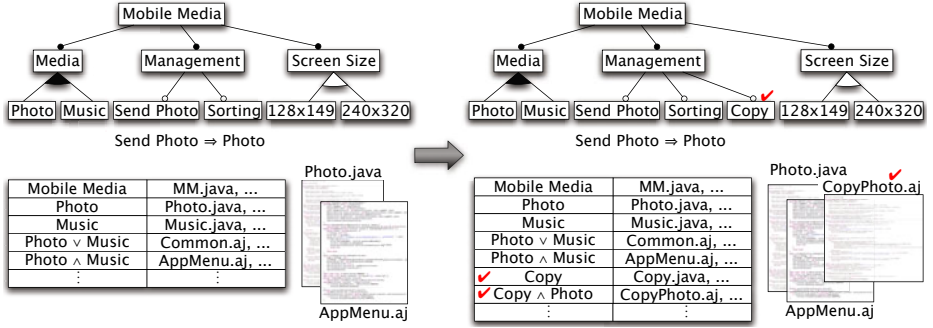 Mobile Media
Media Management Screen Size
Photo Music Send Photo Sorting 128x149 240x320
Send Photo ⇒ Photo
Photo.java
Mobile Media MM.java, ...
Photo Photo.java, ...
Music Music.java, ...
Photo ∨ Music Common.aj, ...
Photo ∧ Music AppMenu.aj, ...
⋮ ⋮
AppMenu.aj
Mobile Media
Media Management Screen Size
Photo Music Send Photo Sorting Copy 128x149 240x320
Send Photo ⇒ Photo
Photo.java
CopyPhoto.aj
Mobile Media MM.java, ...
Photo Photo.java, ...
Music Music.java, ...
Photo ∨ Music Common.aj, ...
Photo ∧ Music AppMenu.aj, ...
Copy Copy.java, ...
Copy ∧ Photo CopyPhoto.aj, ...
⋮ ⋮
AppMenu.aj